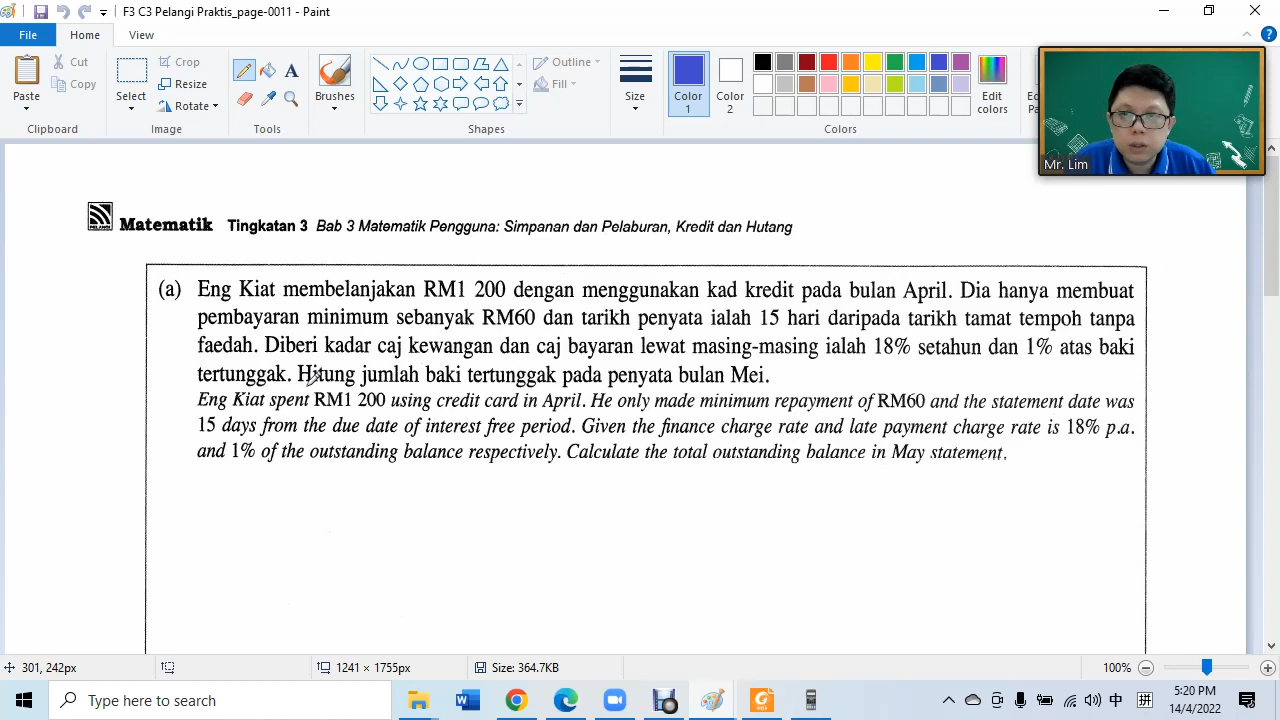 F3 C3 Pelangi Praktis_page-0011 - Paint
File Home View
Paste
Cut
Copy
Clipboard
Select
Crop
Resize
Rotate
Image
Tools
Brushes
Outline
Fill
Shapes
Size
Color 1
Color 2
Edit colors
Colors
Mr. Lim
PELANGI
Matematik Tingkatan 3 Bab 3 Matematik Pengguna: Simpanan dan Pelaburan, Kredit dan Hutang
(a) Eng Kiat membelanjakan RM1 200 dengan menggunakan kad kredit pada bulan April. Dia hanya membuat
pembayaran minimum sebanyak RM60 dan tarikh penyata ialah 15 hari daripada tarikh tamat tempoh tanpa
faedah. Diberi kadar caj kewangan dan caj bayaran lewat masing-masing ialah 18% setahun dan 1% atas baki
tertunggak. Hitung jumlah baki tertunggak pada penyata bulan Mei.
Eng Kiat spent RM1 200 using credit card in April. He only made minimum repayment of RM60 and the statement date was
15 days from the due date of interest free period. Given the finance charge rate and late payment charge rate is 18% p.a.
and 1% of the outstanding balance respectively. Calculate the total outstanding balance in May statement.
301, 242px
1241 × 1755px
Size: 364.7KB
100%
Type here to search
中
拼
5:20 PM
14/4/2022